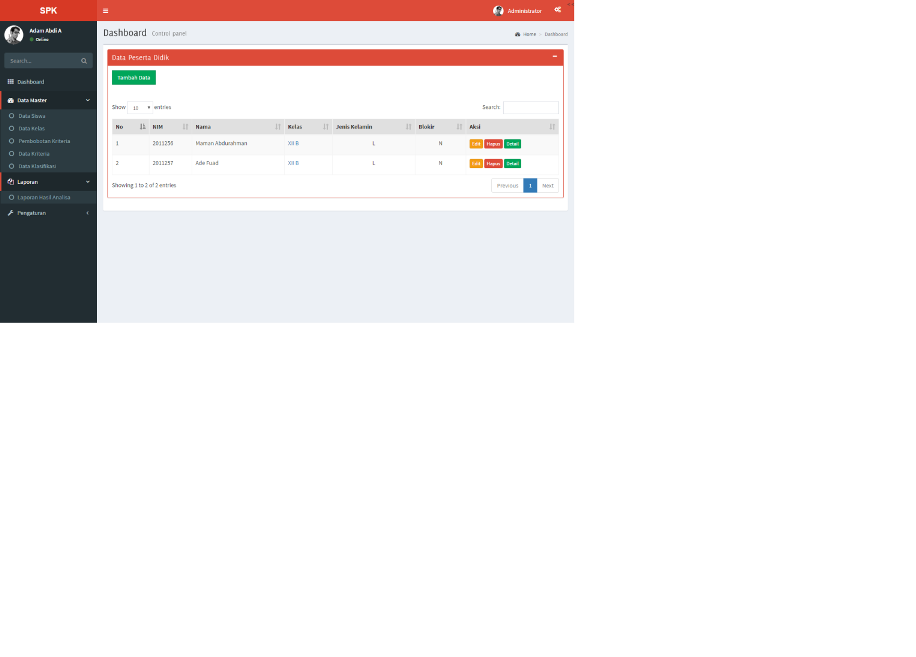 SPK
Administrator
Adam Abdi A
Online
Search...
Dashboard
Data Master
Data Siswa
Data Kelas
Pembobotan Kriteria
Data Kriteria
Data Klasifikasi
Laporan
Laporan Hasil Analisa
Pengaturan
Dashboard Control panel
Home > Dashboard
Data Peserta Didik
Tambah Data
Show 10 entries
Search:
No NIM Nama Kelas Jenis Kelamin Blokir Aksi
1 2011256 Maman Abdurahman XII B L N Edit Hapus Detail
2 2011257 Ade Fuad XII B L N Edit Hapus Detail
Showing 1 to 2 of 2 entries
Previous 1 Next